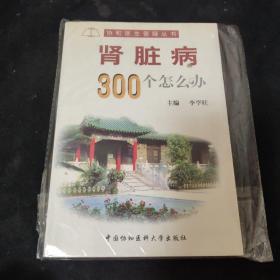 协和医生答疑丛书
肾脏病
300个怎么办
主编 李学旺
中国协和医科大学出版社